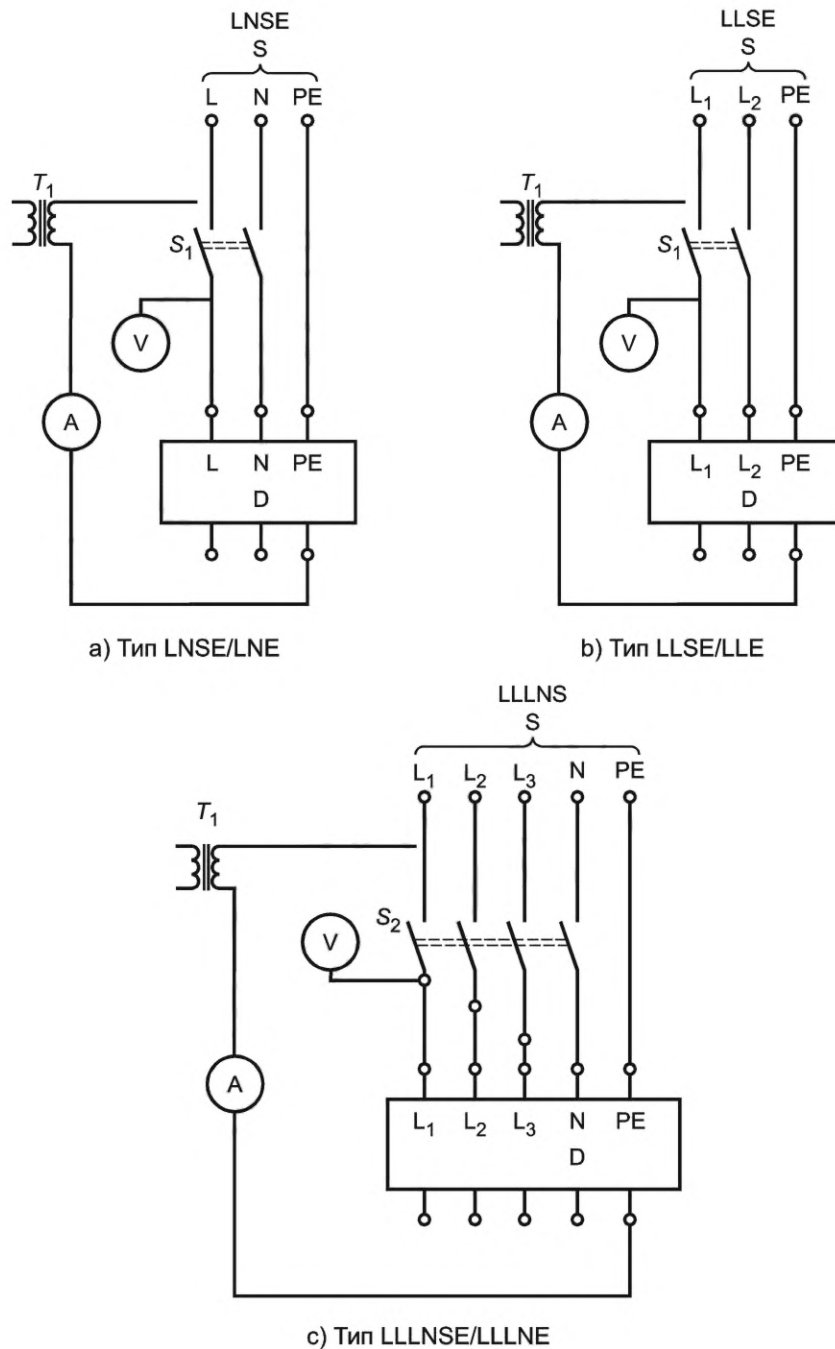 LNSE
S
L N PE
T1
S1
V
A
L N PE
D
a) Тип LNSE/LNE
LLSE
S
L1 L2 PE
T1
S1
V
A
L1 L2 PE
D
b) Тип LLSE/LLE
LLLNS
S
L1 L2 L3 N PE
T1
S2
V
A
L1 L2 L3 N PE
D
c) Тип LLLNSE/LLLNE